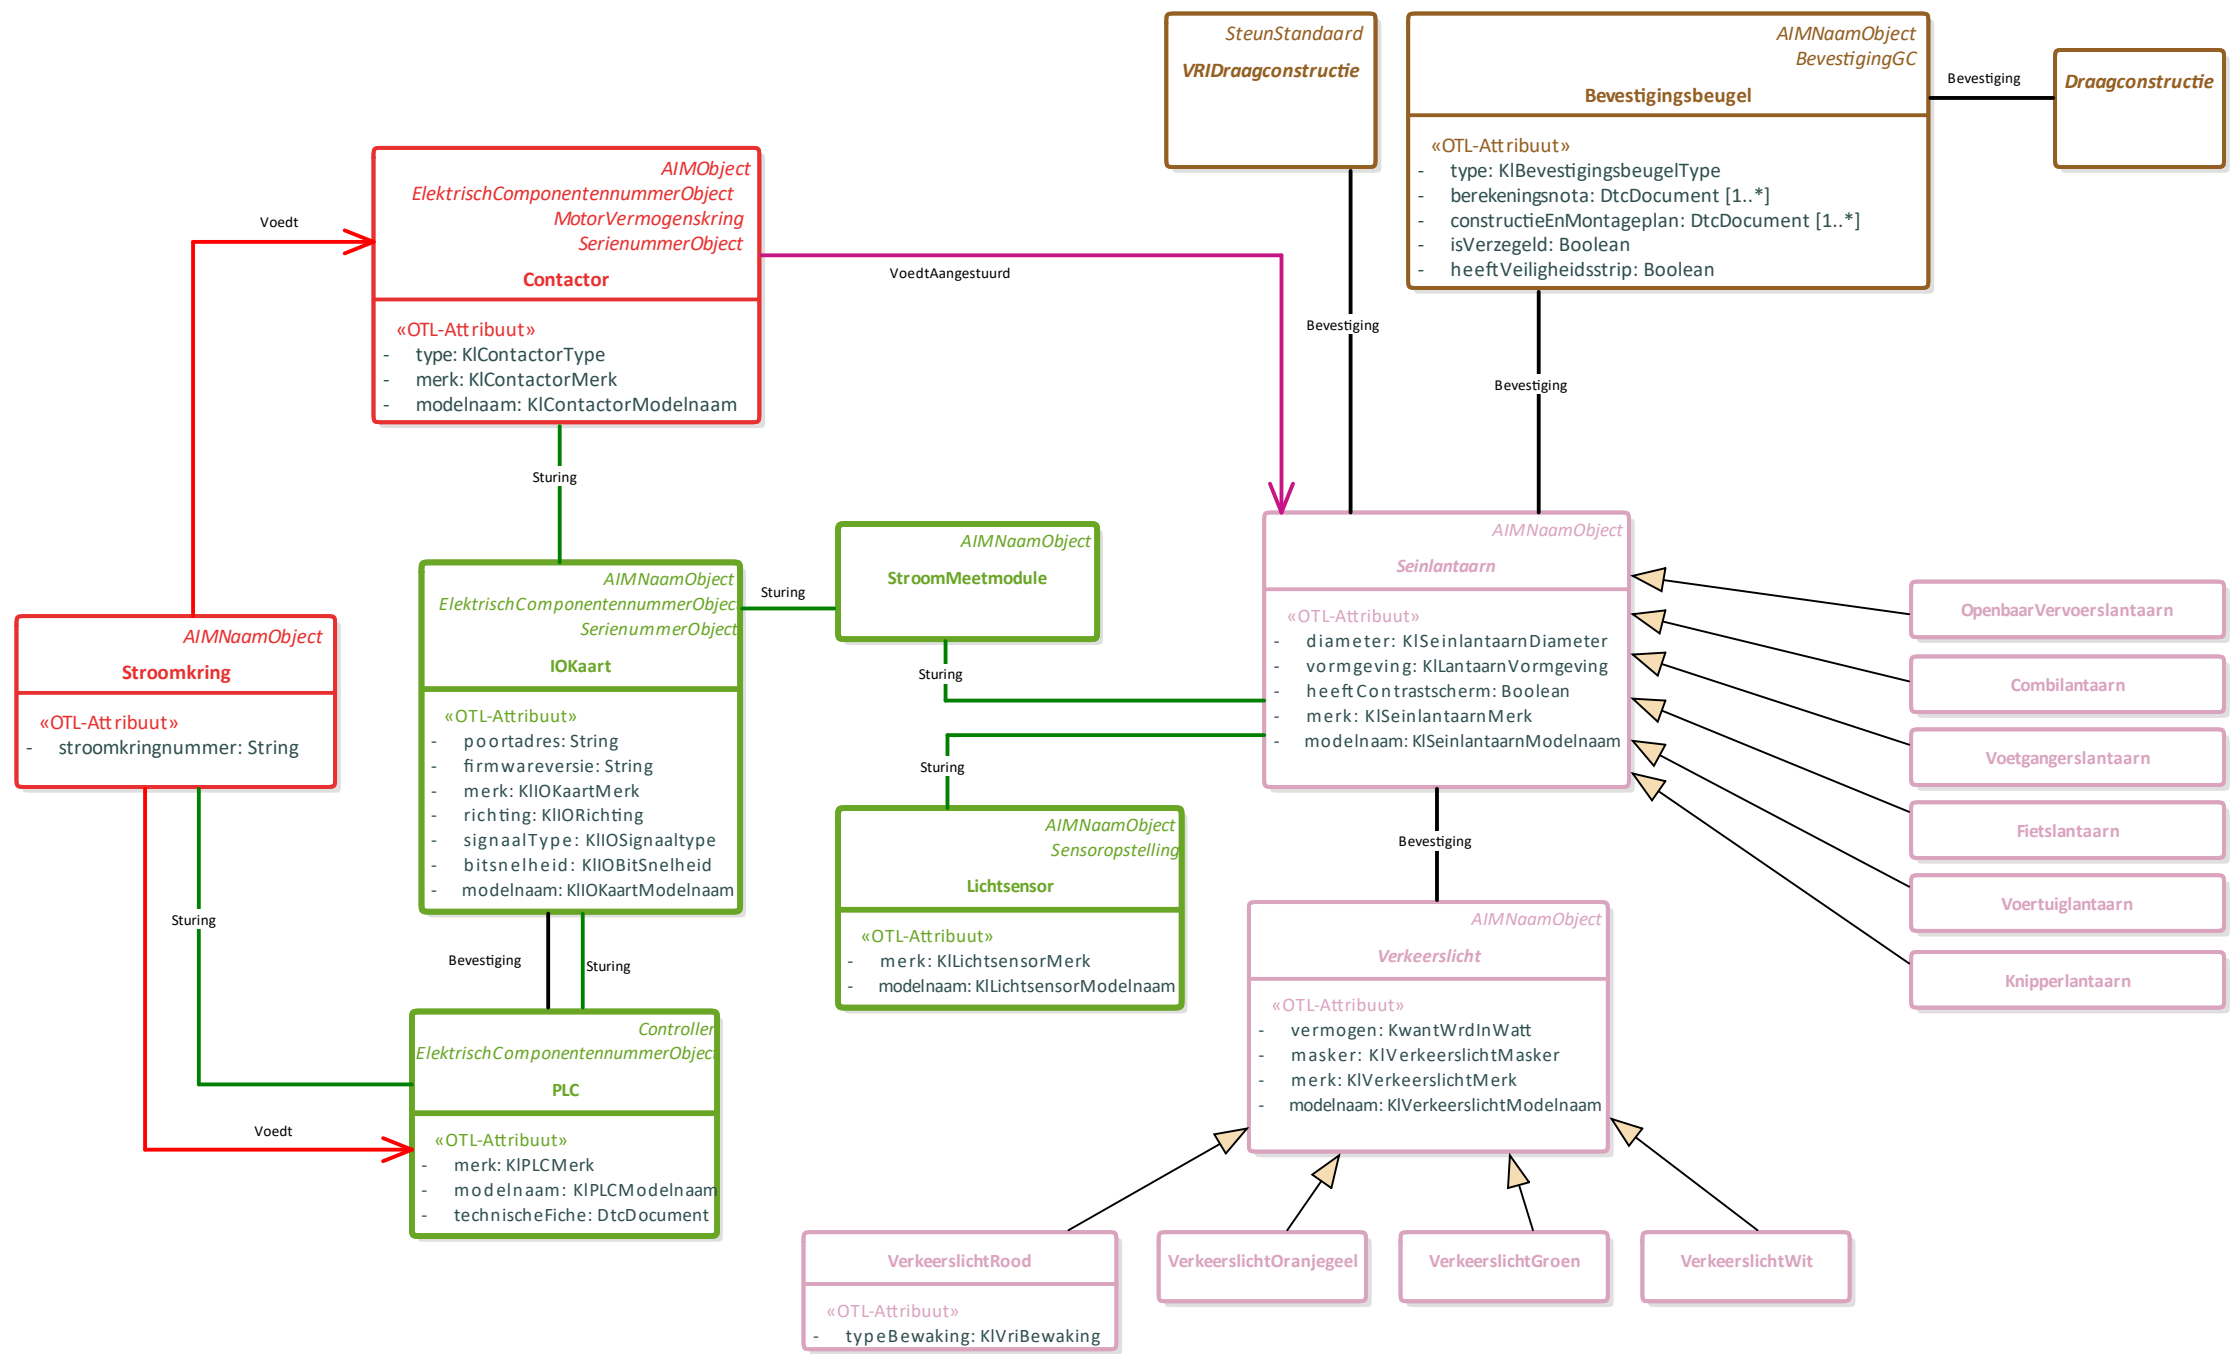 SteunStandaard
VRIDraagconstructie
AIMNaamObject
BevestigingGC
Bevestigingsbeugel
«OTL-Attribuut»
- type: KlBevestigingsbeugelType
- berekeningsnota: DtcDocument [1..*]
- constructieEnMontageplan: DtcDocument [1..*]
- isVerzegeld: Boolean
- heeftVeiligheidsstrip: Boolean
Bevestiging
Draagconstructie
AIMObject
ElektrischComponentennummerObject
MotorVermogenskring
SerienummerObject
Contactor
«OTL-Attribuut»
- type: KlContactorType
- merk: KlContactorMerk
- modelnaam: KlContactorModelnaam
Voedt
VoedtAangestuurd
Bevestiging
Bevestiging
Sturing
AIMNaamObject
ElektrischComponentennummerObject
SerienummerObject
IOKaart
«OTL-Attribuut»
- poortadres: String
- firmwareversie: String
- merk: KlIOKaartMerk
- richting: KlIORichting
- signaalType: KlIOSignaaltype
- bitsnelheid: KlIOBitSnelheid
- modelnaam: KlIOKaartModelnaam
Sturing
AIMNaamObject
StroomMeetmodule
Sturing
AIMNaamObject
Seinlantaarn
«OTL-Attribuut»
- diameter: KlSeinlantaarnDiameter
- vormgeving: KlLantaarnVormgeving
- heeftContrastscherm: Boolean
- merk: KlSeinlantaarnMerk
- modelnaam: KlSeinlantaarnModelnaam
OpenbaarVervoerslantaarn
Combilantaarn
Voetgangerslantaarn
Fietslantaarn
Voertuiglantaarn
Knipperlantaarn
AIMNaamObject
Stroomkring
«OTL-Attribuut»
- stroomkringnummer: String
Sturing
AIMNaamObject
Sensoropstelling
Lichtsensor
«OTL-Attribuut»
- merk: KlLichtsensorMerk
- modelnaam: KlLichtsensorModelnaam
Bevestiging
AIMNaamObject
Verkeerslicht
«OTL-Attribuut»
- vermogen: KwantWrdInWatt
- masker: KlVerkeerslichtMasker
- merk: KlVerkeerslichtMerk
- modelnaam: KlVerkeerslichtModelnaam
Sturing
Bevestiging
Sturing
Controller
ElektrischComponentennummerObject
PLC
«OTL-Attribuut»
- merk: KlPLCMerk
- modelnaam: KlPLCModelnaam
- technischeFiche: DtcDocument
Voedt
VerkeerslichtRood
«OTL-Attribuut»
- typeBewaking: KlVriBewaking
VerkeerslichtOranjegeel
VerkeerslichtGroen
VerkeerslichtWit